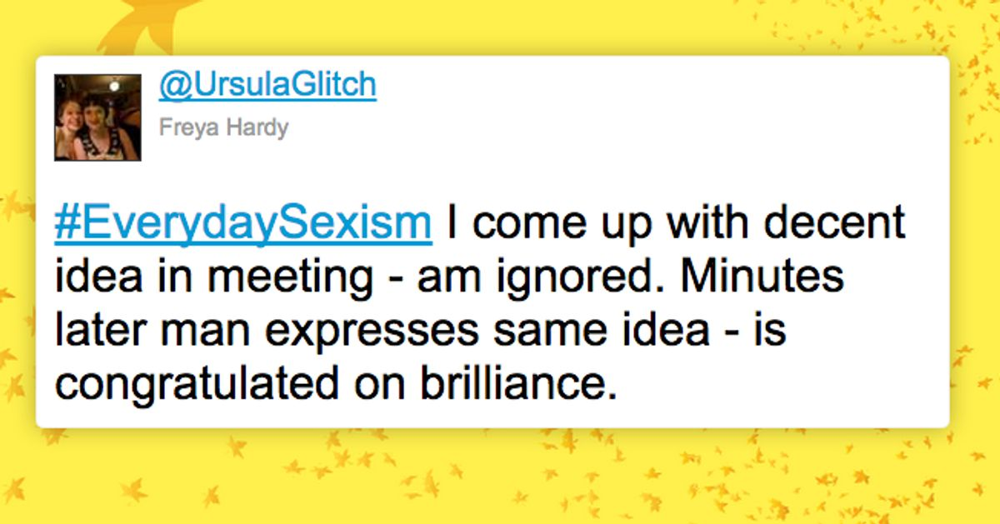 @UrsulaGlitch
Freya Hardy
#EverydaySexism I come up with decent
idea in meeting - am ignored. Minutes
later man expresses same idea - is
congratulated on brilliance.